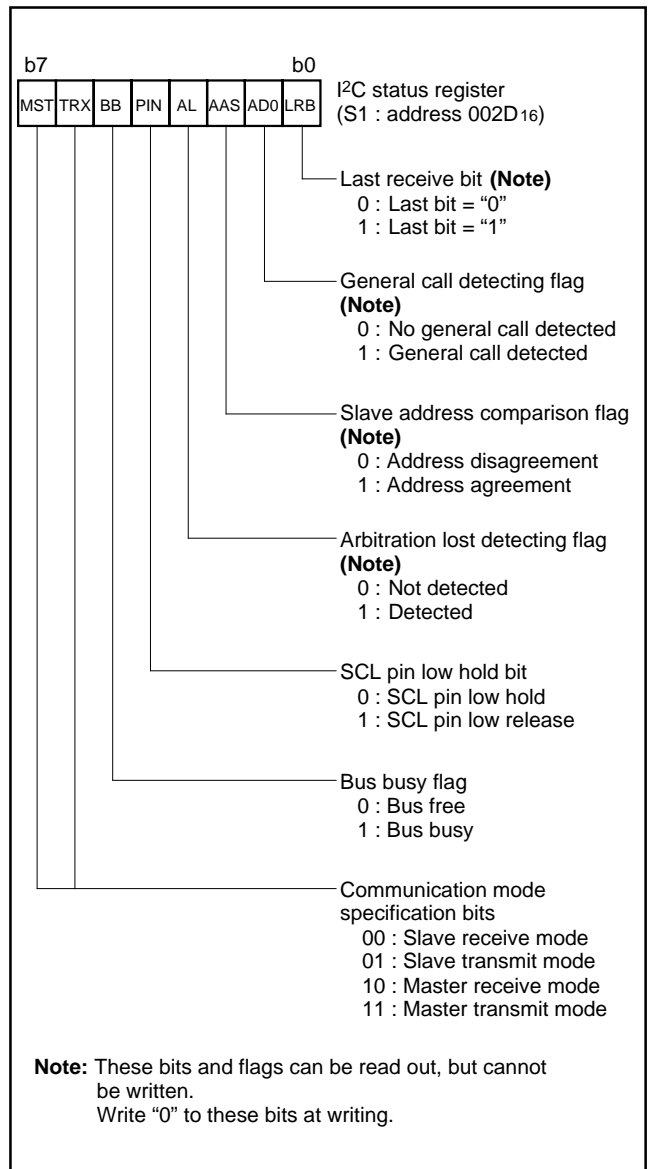 b7 b0
MST TRX BB PIN AL AAS AD0 LRB
I2C status register
(S1 : address 002D16)
Last receive bit (Note)
0 : Last bit = “0”
1 : Last bit = “1”
General call detecting flag
(Note)
0 : No general call detected
1 : General call detected
Slave address comparison flag
(Note)
0 : Address disagreement
1 : Address agreement
Arbitration lost detecting flag
(Note)
0 : Not detected
1 : Detected
SCL pin low hold bit
0 : SCL pin low hold
1 : SCL pin low release
Bus busy flag
0 : Bus free
1 : Bus busy
Communication mode
specification bits
00 : Slave receive mode
01 : Slave transmit mode
10 : Master receive mode
11 : Master transmit mode
Note: These bits and flags can be read out, but cannot
be written.
Write “0” to these bits at writing.